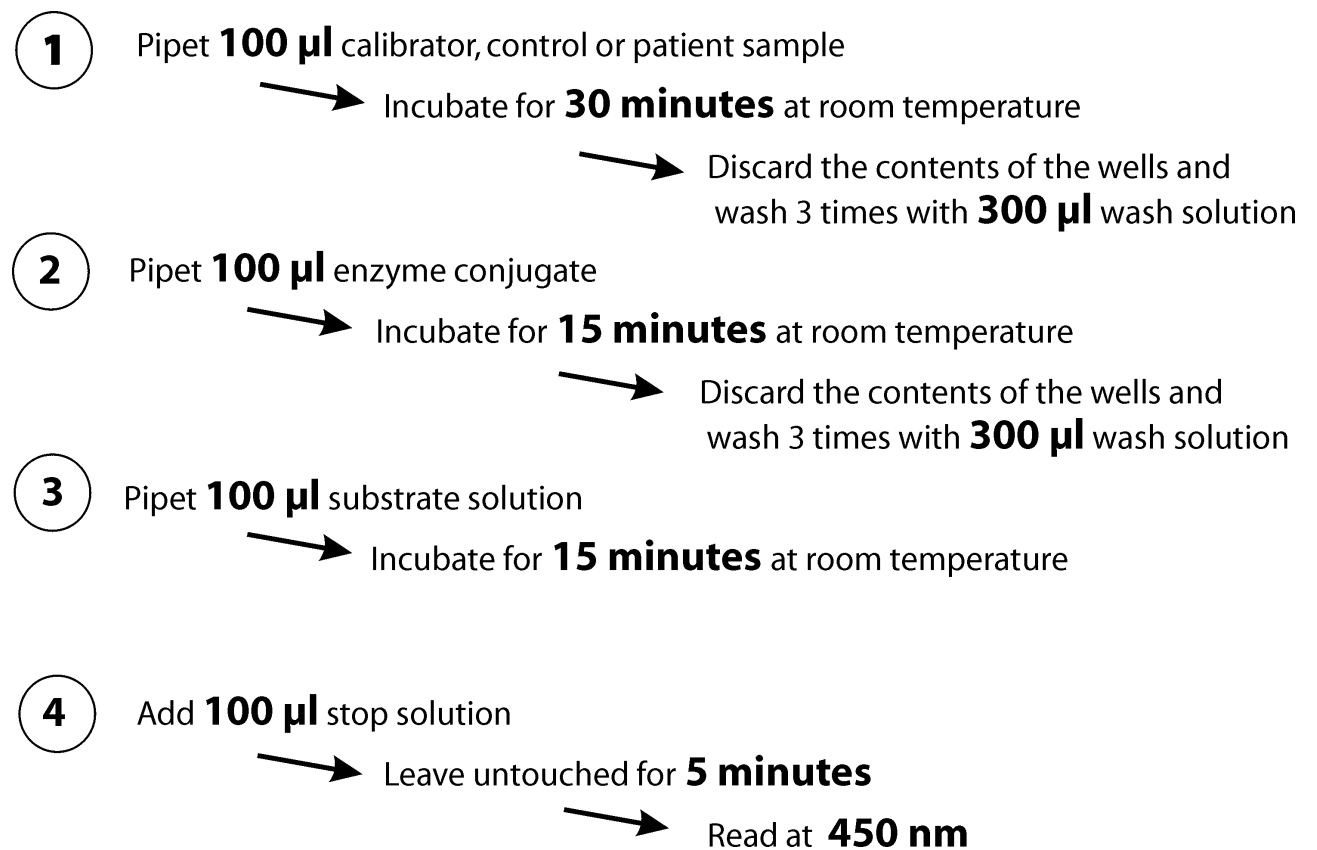 1 Pipet 100 µl calibrator, control or patient sample
Incubate for 30 minutes at room temperature
Discard the contents of the wells and
wash 3 times with 300 µl wash solution
2 Pipet 100 µl enzyme conjugate
Incubate for 15 minutes at room temperature
Discard the contents of the wells and
wash 3 times with 300 µl wash solution
3 Pipet 100 µl substrate solution
Incubate for 15 minutes at room temperature
4 Add 100 µl stop solution
Leave untouched for 5 minutes
Read at 450 nm